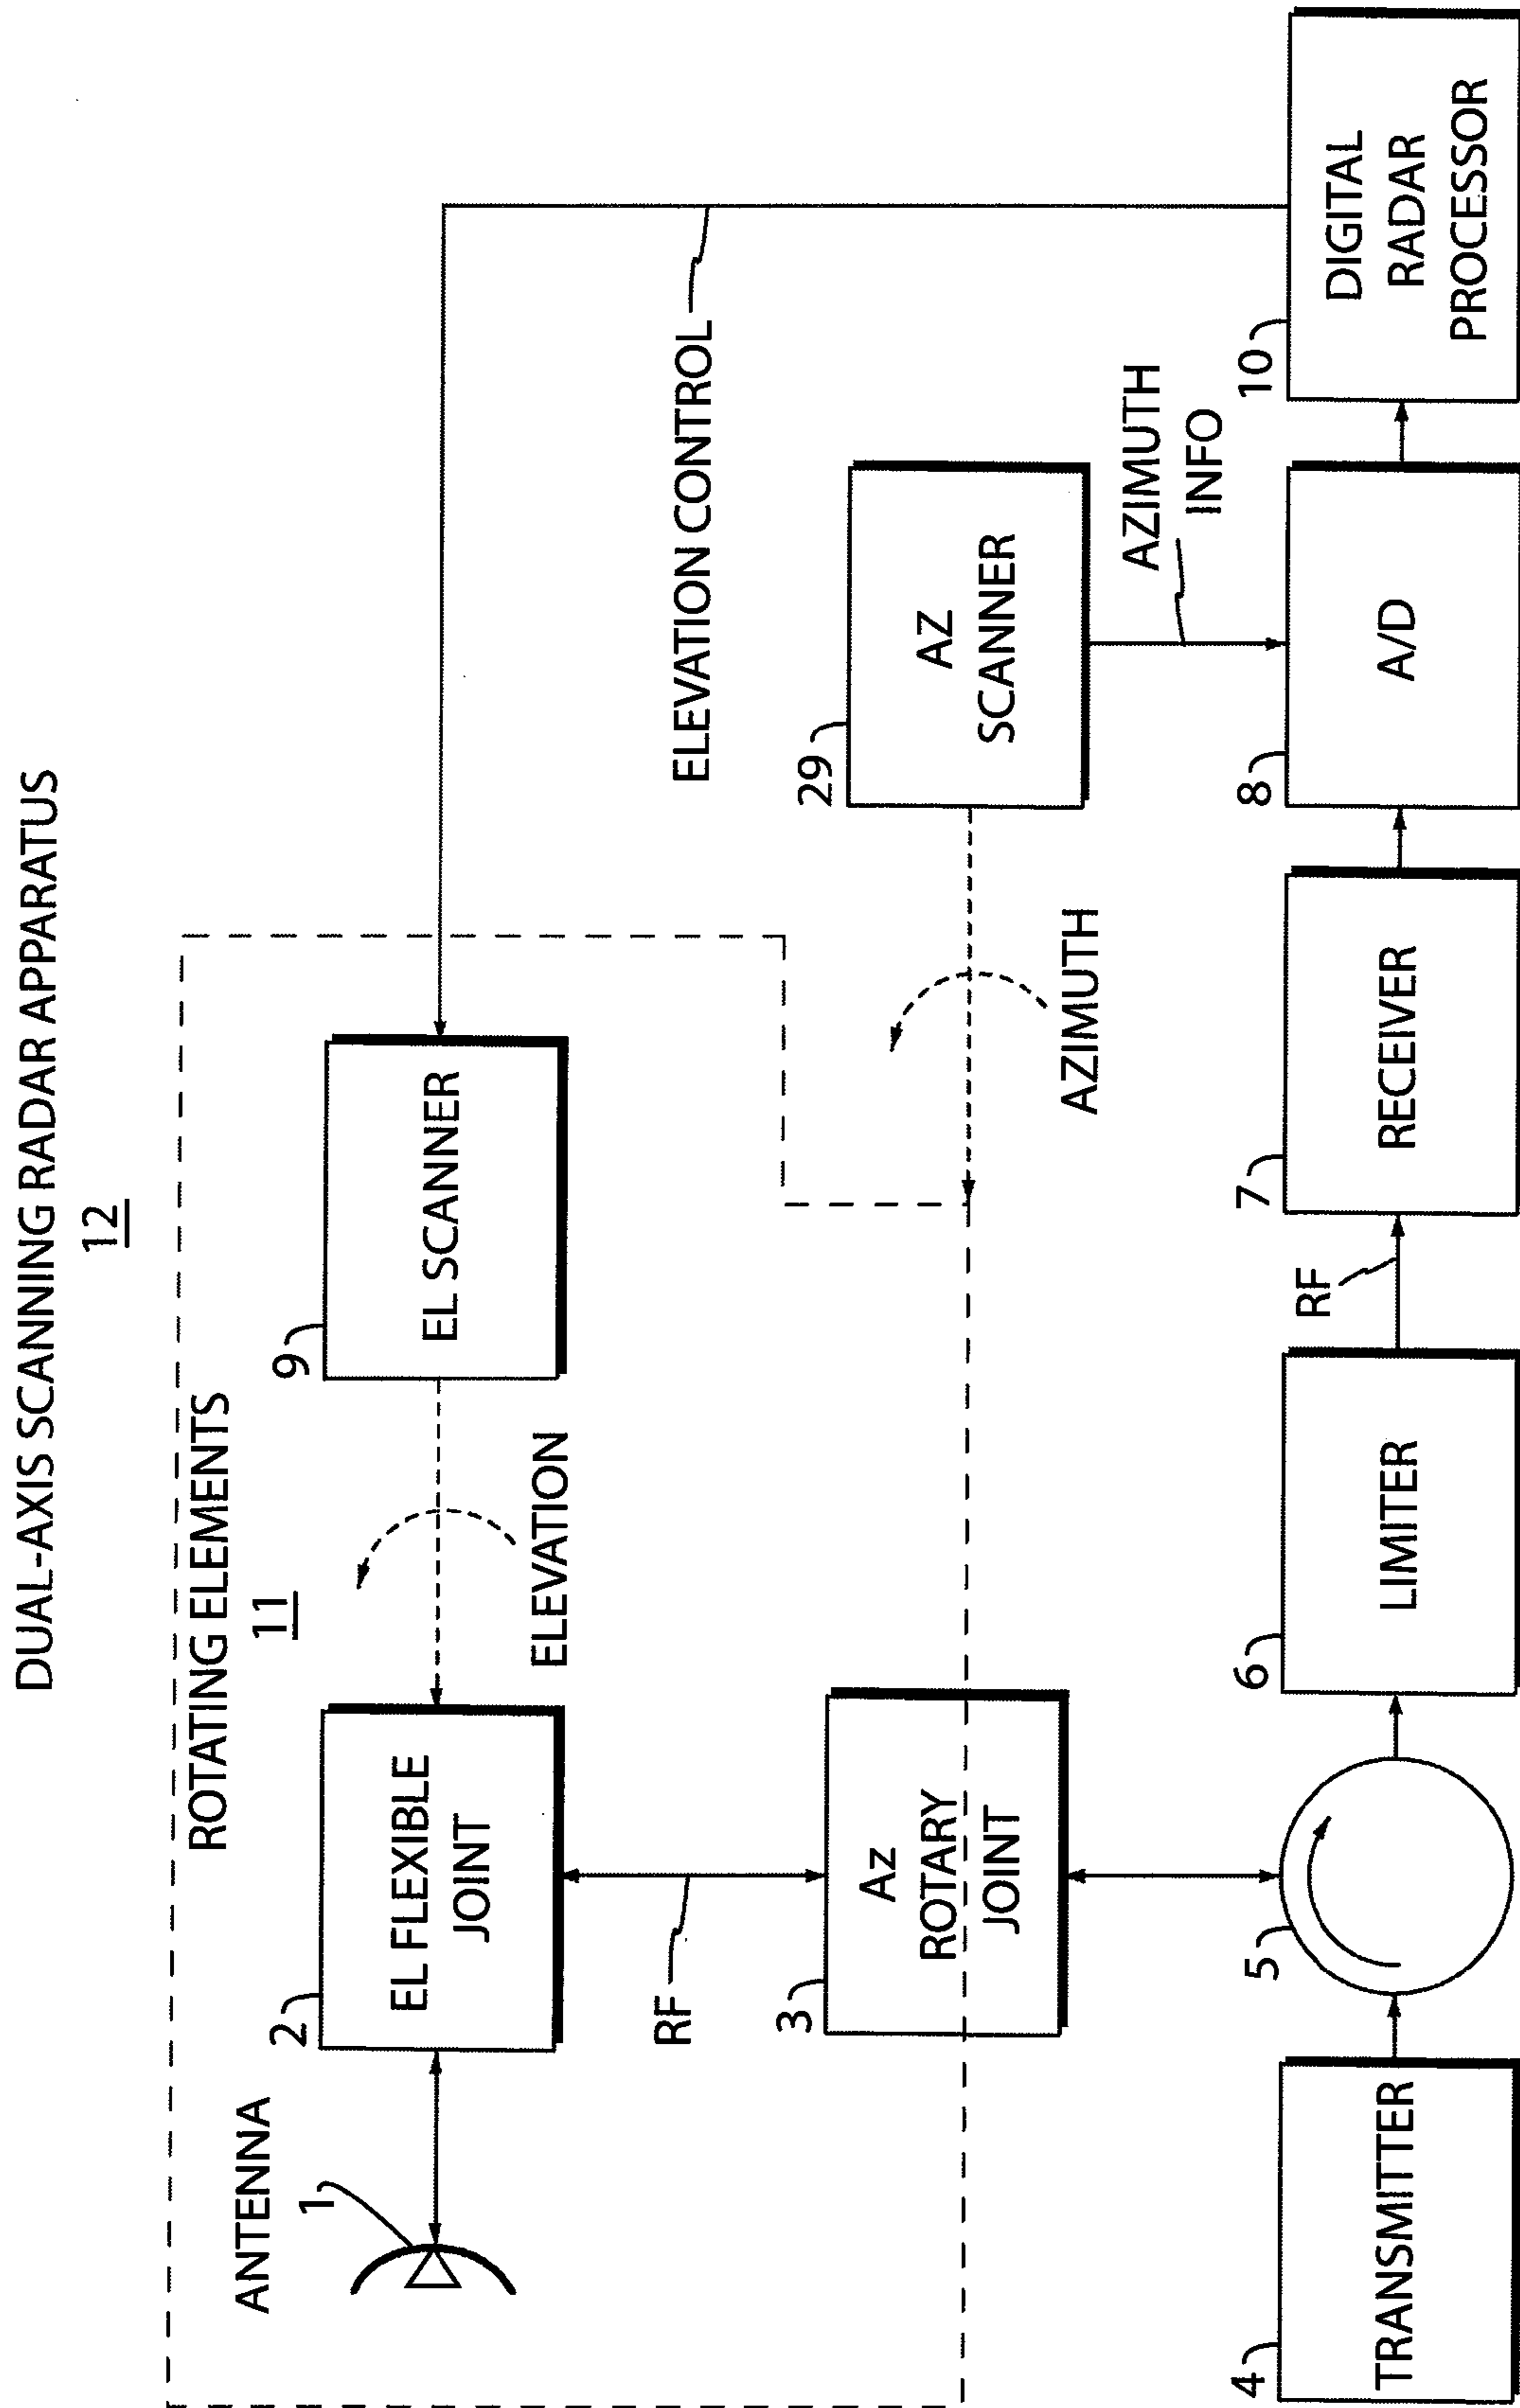 DUAL-AXIS SCANNING RADAR APPARATUS
12
ROTATING ELEMENTS
11
ANTENNA
1
2
EL FLEXIBLE
JOINT
ELEVATION
9
EL SCANNER
RF
ELEVATION CONTROL
3
Az
ROTARY
JOINT
AZIMUTH
29
AZ
SCANNER
AZIMUTH
INFO
4
TRANSMITTER
5
6
LIMITER
RF
7
RECEIVER
8
A/D
10
DIGITAL
RADAR
PROCESSOR